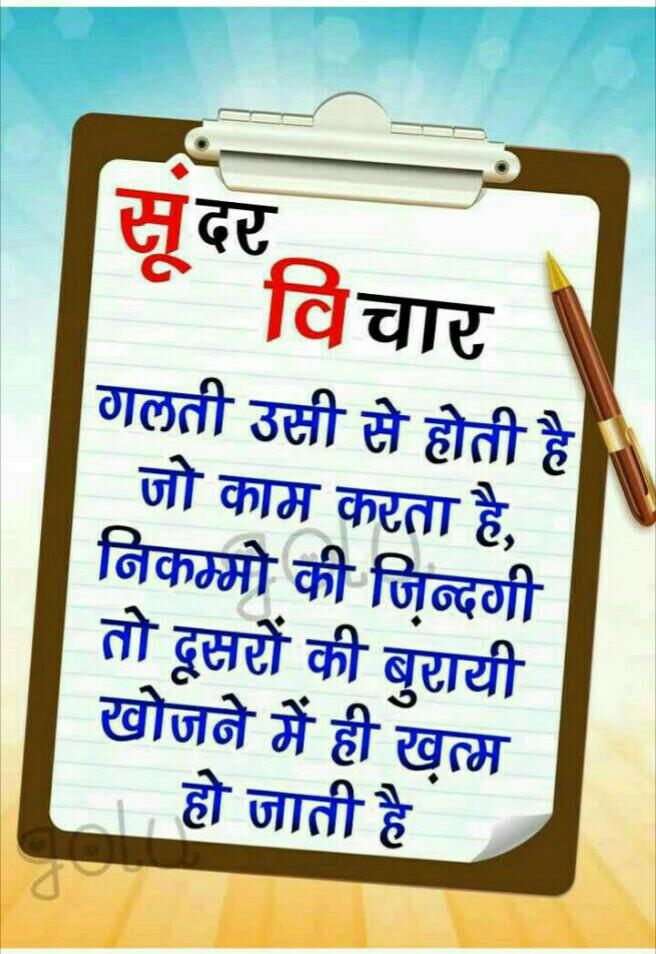 सूंदर
विचार
गलती उसी से होती है
जो काम करता है,
निकम्मो की ज़िन्दगी
तो दूसरों की बुरायी
खोजने में ही ख़त्म
हो जाती है
golu
golu